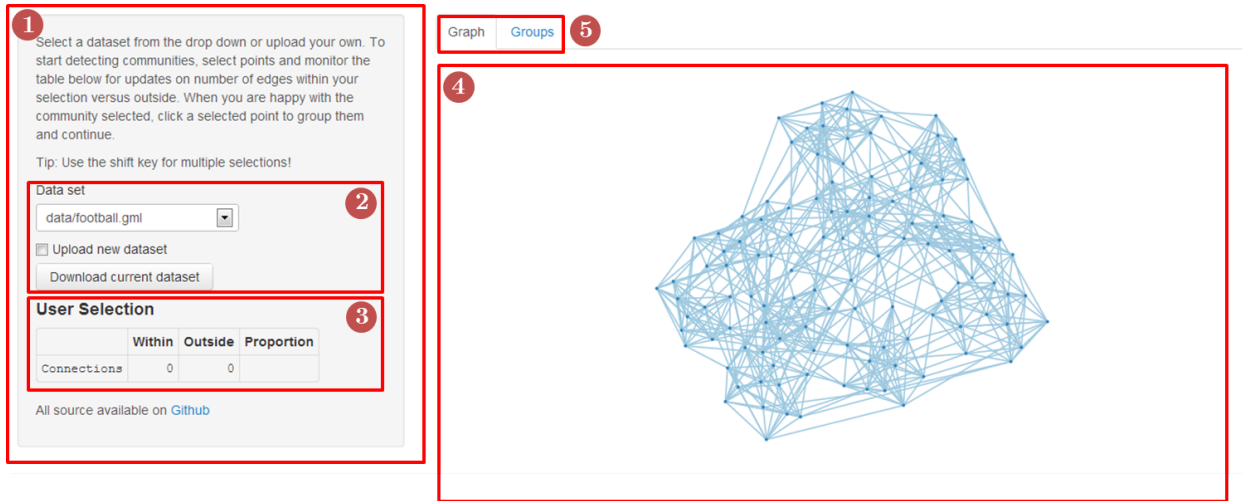 1
Select a dataset from the drop down or upload your own. To
start detecting communities, select points and monitor the
table below for updates on number of edges within your
selection versus outside. When you are happy with the
community selected, click a selected point to group them
and continue.
Tip: Use the shift key for multiple selections!
Data set
2
data/football.gml
Upload new dataset
Download current dataset
User Selection
3
Within Outside Proportion
Connections 0 0
All source available on Github
Graph Groups
5
4